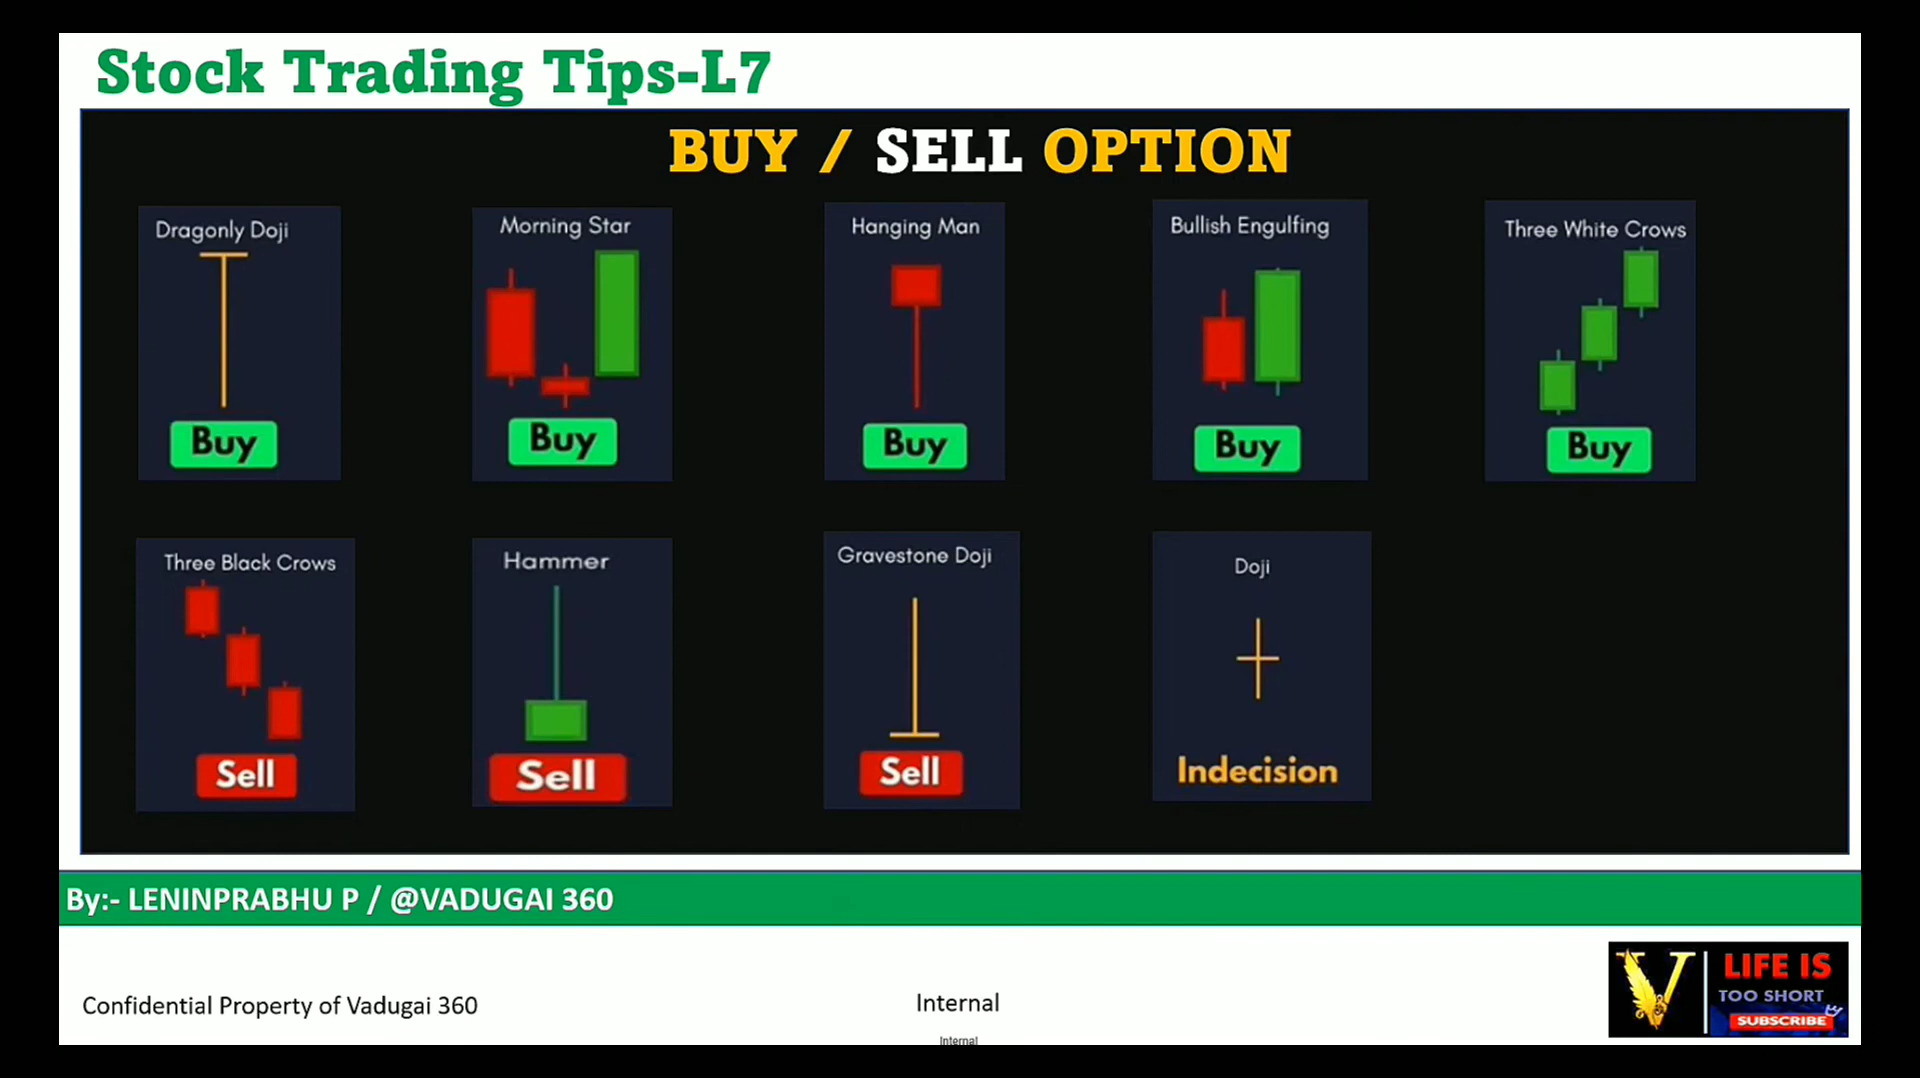 Stock Trading Tips-L7
BUY / SELL OPTION
Dragonly Doji
Buy
Morning Star
Buy
Hanging Man
Buy
Bullish Engulfing
Buy
Three White Crows
Buy
Three Black Crows
Sell
Hammer
Sell
Gravestone Doji
Sell
Doji
Indecision
By:- LENINPRABHU P / @VADUGAI 360
Confidential Property of Vadugai 360
Internal
Internal
V
LIFE IS
TOO SHORT
SUBSCRIBE